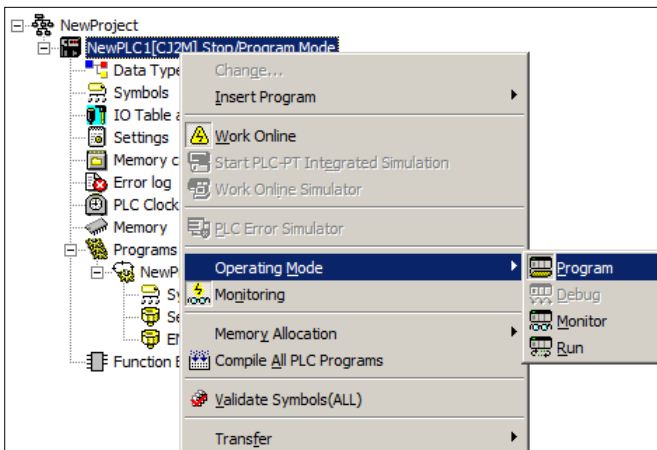 NewProject
NewPLC1[CJ2M] Stop/Program Mode
Data Type
Symbols
IO Table a
Settings
Memory c
Error log
PLC Clock
Memory
Programs
NewP
Sy
Se
EN
Function B
Change...
Insert Program
Work Online
Start PLC-PT Integrated Simulation
Work Online Simulator
PLC Error Simulator
Operating Mode
Monitoring
Memory Allocation
Compile All PLC Programs
Validate Symbols(ALL)
Transfer
Program
Debug
Monitor
Run